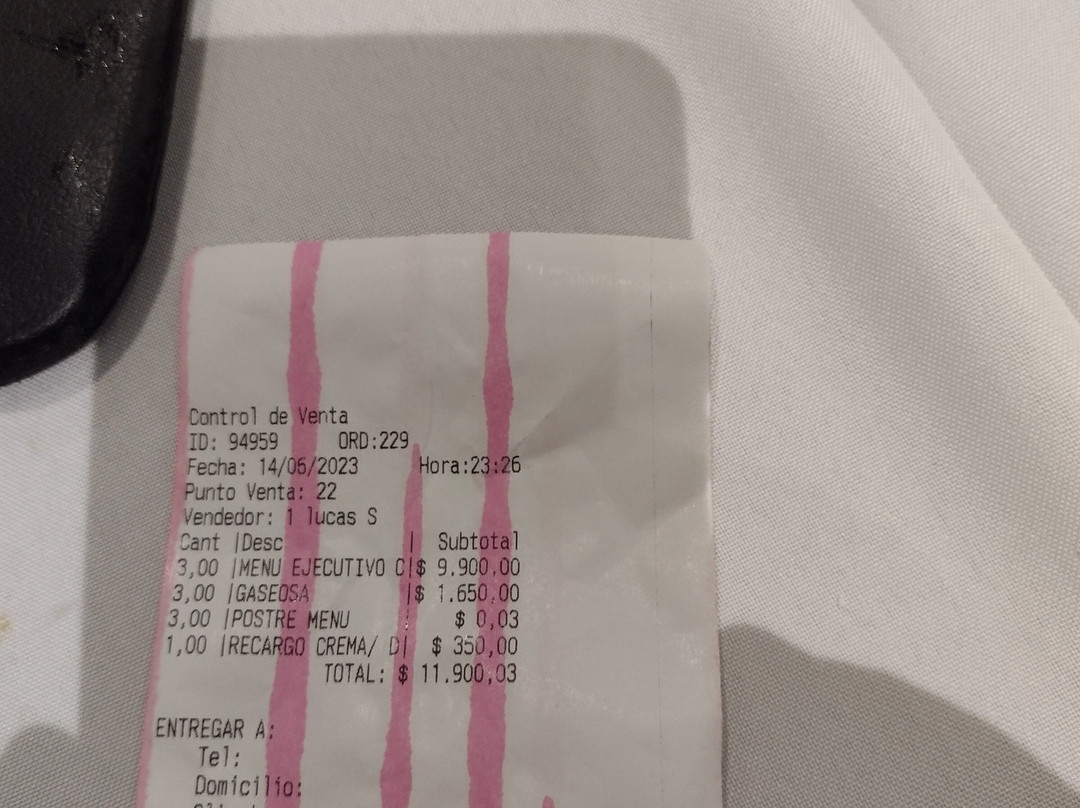 Control de Venta
ID: 94959 ORD:229
Fecha: 14/06/2023 Hora:23:26
Punto Venta: 22
Vendedor: 1 lucas S
Cant |Desc | Subtotal
3,00 |MENU EJECUTIVO C|$ 9.900,00
3,00 |GASEOSA |$ 1.650,00
3,00 |POSTRE MENU | $ 0,03
1,00 |RECARGO CREMA/ D| $ 350,00
TOTAL: $ 11.900,03
ENTREGAR A:
Tel:
Domicilio: